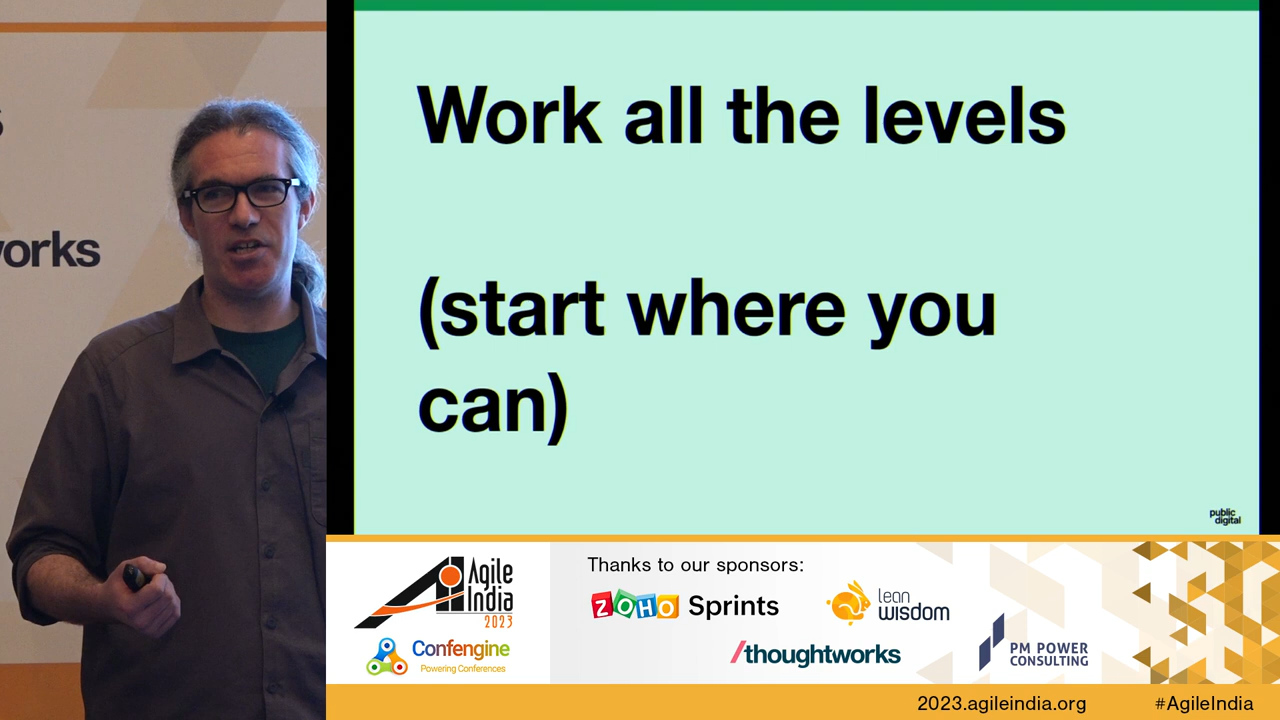 works
Work all the levels
(start where you
can)
public
digital
Agile
India
2023
Confengine
Powering Conferences
Thanks to our sponsors:
ZOHO Sprints
lean
wisdom
/thoughtworks
PM POWER
CONSULTING
2023.agileindia.org
#AgileIndia